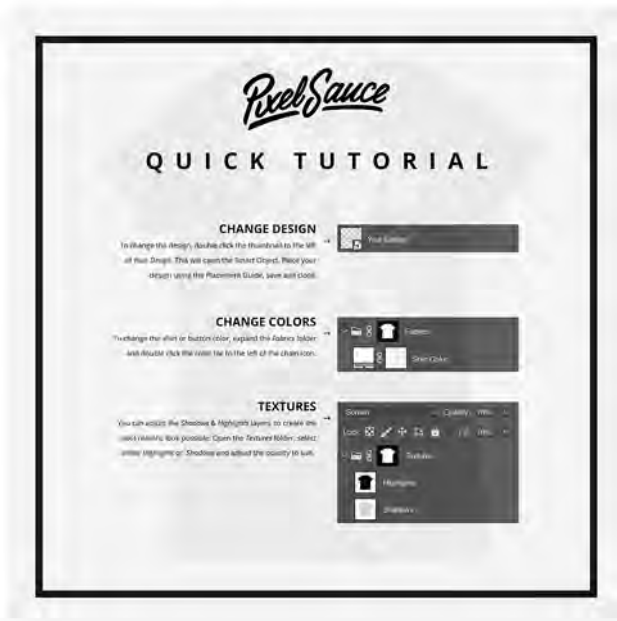 Pixel Sauce
QUICK TUTORIAL
CHANGE DESIGN
To change the design, double click the thumbnail to the left
of Your Design. This will open the Smart Object. Place your
design using the Placement Guide, save and close.
Your Design
CHANGE COLORS
To change the shirt or button color, expand the Fabrics folder
and double click the color tile to the left of the chain icon.
Fabrics
Shirt Color
TEXTURES
You can adjust the Shadows & Highlights layers, to create the
most realistic look possible. Open the Textures folder, select
either Highlights or Shadows and adjust the opacity to suit.
Screen
Opacity:
Lock:
Textures
Highlights
Shadows